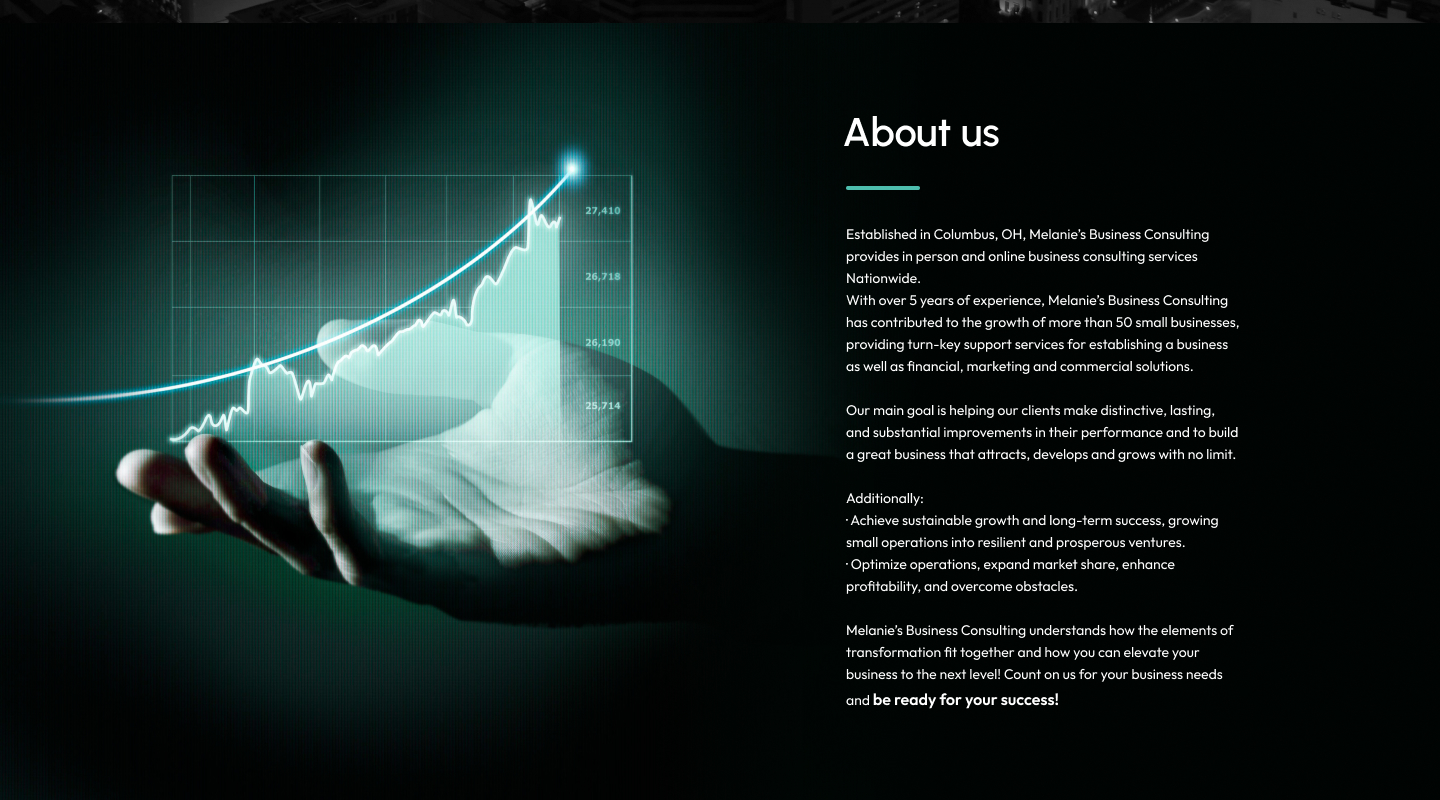 27,410
26,718
26,190
25,714
About us
Established in Columbus, OH, Melanie's Business Consulting
provides in person and online business consulting services
Nationwide.
With over 5 years of experience, Melanie's Business Consulting
has contributed to the growth of more than 50 small businesses,
providing turn-key support services for establishing a business
as well as financial, marketing and commercial solutions.
Our main goal is helping our clients make distinctive, lasting,
and substantial improvements in their performance and to build
a great business that attracts, develops and grows with no limit.
Additionally:
· Achieve sustainable growth and long-term success, growing
small operations into resilient and prosperous ventures.
· Optimize operations, expand market share, enhance
profitability, and overcome obstacles.
Melanie's Business Consulting understands how the elements of
transformation fit together and how you can elevate your
business to the next level! Count on us for your business needs
and be ready for your success!